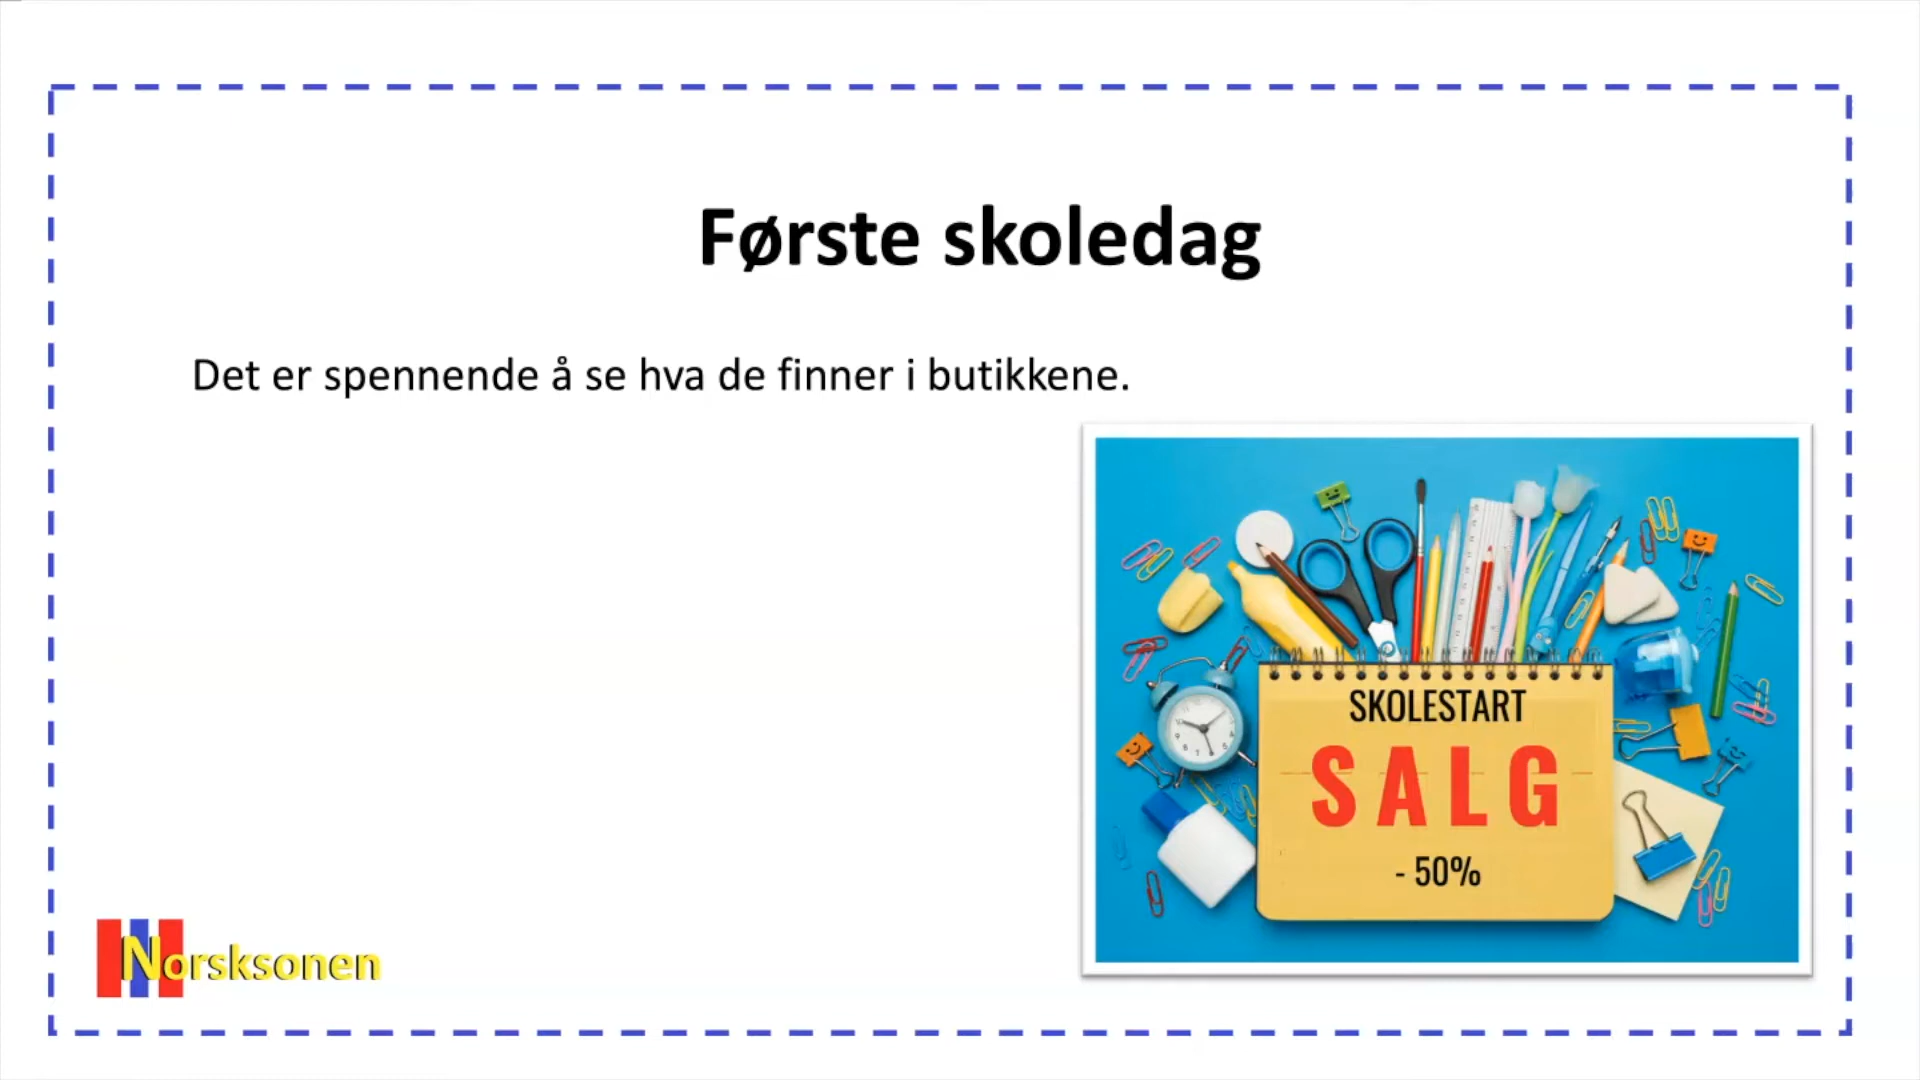 Første skoledag
Det er spennende å se hva de finner i butikkene.
SKOLESTART
SALG
- 50%
Norsksonen